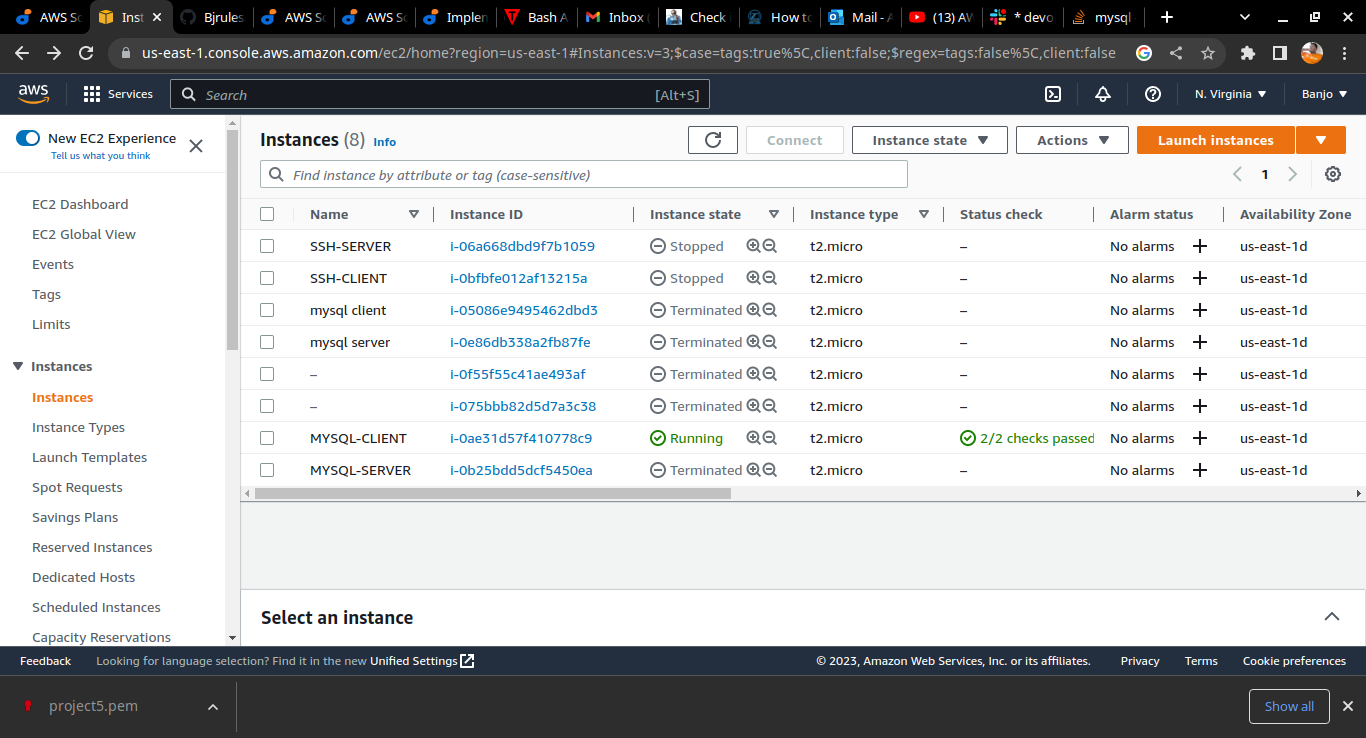 AWS Sc
Inst
Bjrules
AWS Sc
AWS Sc
Implem
Bash A
Inbox (
Check i
How to
Mail - A
(13) AW
* devo
mysql
us-east-1.console.aws.amazon.com/ec2/home?region=us-east-1#Instances:v=3;$case=tags:true%5C,client:false;$regex=tags:false%5C,client:false
aws
Services
Search
[Alt+S]
N. Virginia
Banjo
New EC2 Experience
Tell us what you think
EC2 Dashboard
EC2 Global View
Events
Tags
Limits
Instances
Instances
Instance Types
Launch Templates
Spot Requests
Savings Plans
Reserved Instances
Dedicated Hosts
Scheduled Instances
Capacity Reservations
Instances (8) Info
Connect
Instance state
Actions
Launch instances
Find instance by attribute or tag (case-sensitive)
1
Name Instance ID Instance state Instance type Status check Alarm status Availability Zone
SSH-SERVER i-06a668dbd9f7b1059 Stopped t2.micro – No alarms us-east-1d
SSH-CLIENT i-0bfbfe012af13215a Stopped t2.micro – No alarms us-east-1d
mysql client i-05086e9495462dbd3 Terminated t2.micro – No alarms us-east-1d
mysql server i-0e86db338a2fb87fe Terminated t2.micro – No alarms us-east-1d
– i-0f55f55c41ae493af Terminated t2.micro – No alarms us-east-1d
– i-075bbb82d5d7a3c38 Terminated t2.micro – No alarms us-east-1d
MYSQL-CLIENT i-0ae31d57f410778c9 Running t2.micro 2/2 checks passed No alarms us-east-1d
MYSQL-SERVER i-0b25bdd5dcf5450ea Terminated t2.micro – No alarms us-east-1d
Select an instance
Feedback
Looking for language selection? Find it in the new Unified Settings
© 2023, Amazon Web Services, Inc. or its affiliates.
Privacy
Terms
Cookie preferences
project5.pem
Show all